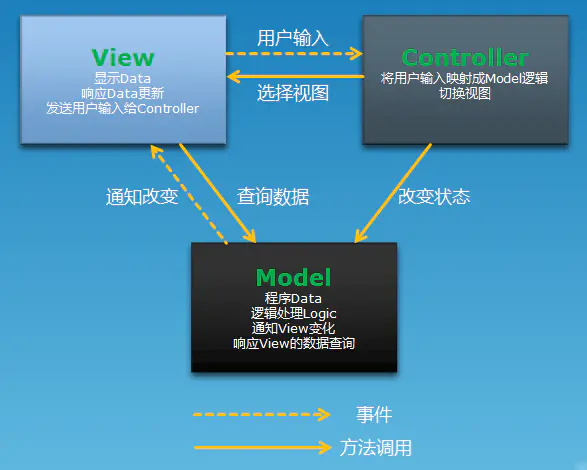 View
显示Data
响应Data更新
发送用户输入给Controller
用户输入
选择视图
Controller
将用户输入映射成Model逻辑
切换视图
通知改变
查询数据
改变状态
Model
程序Data
逻辑处理Logic
通知View变化
响应View的数据查询
事件
方法调用